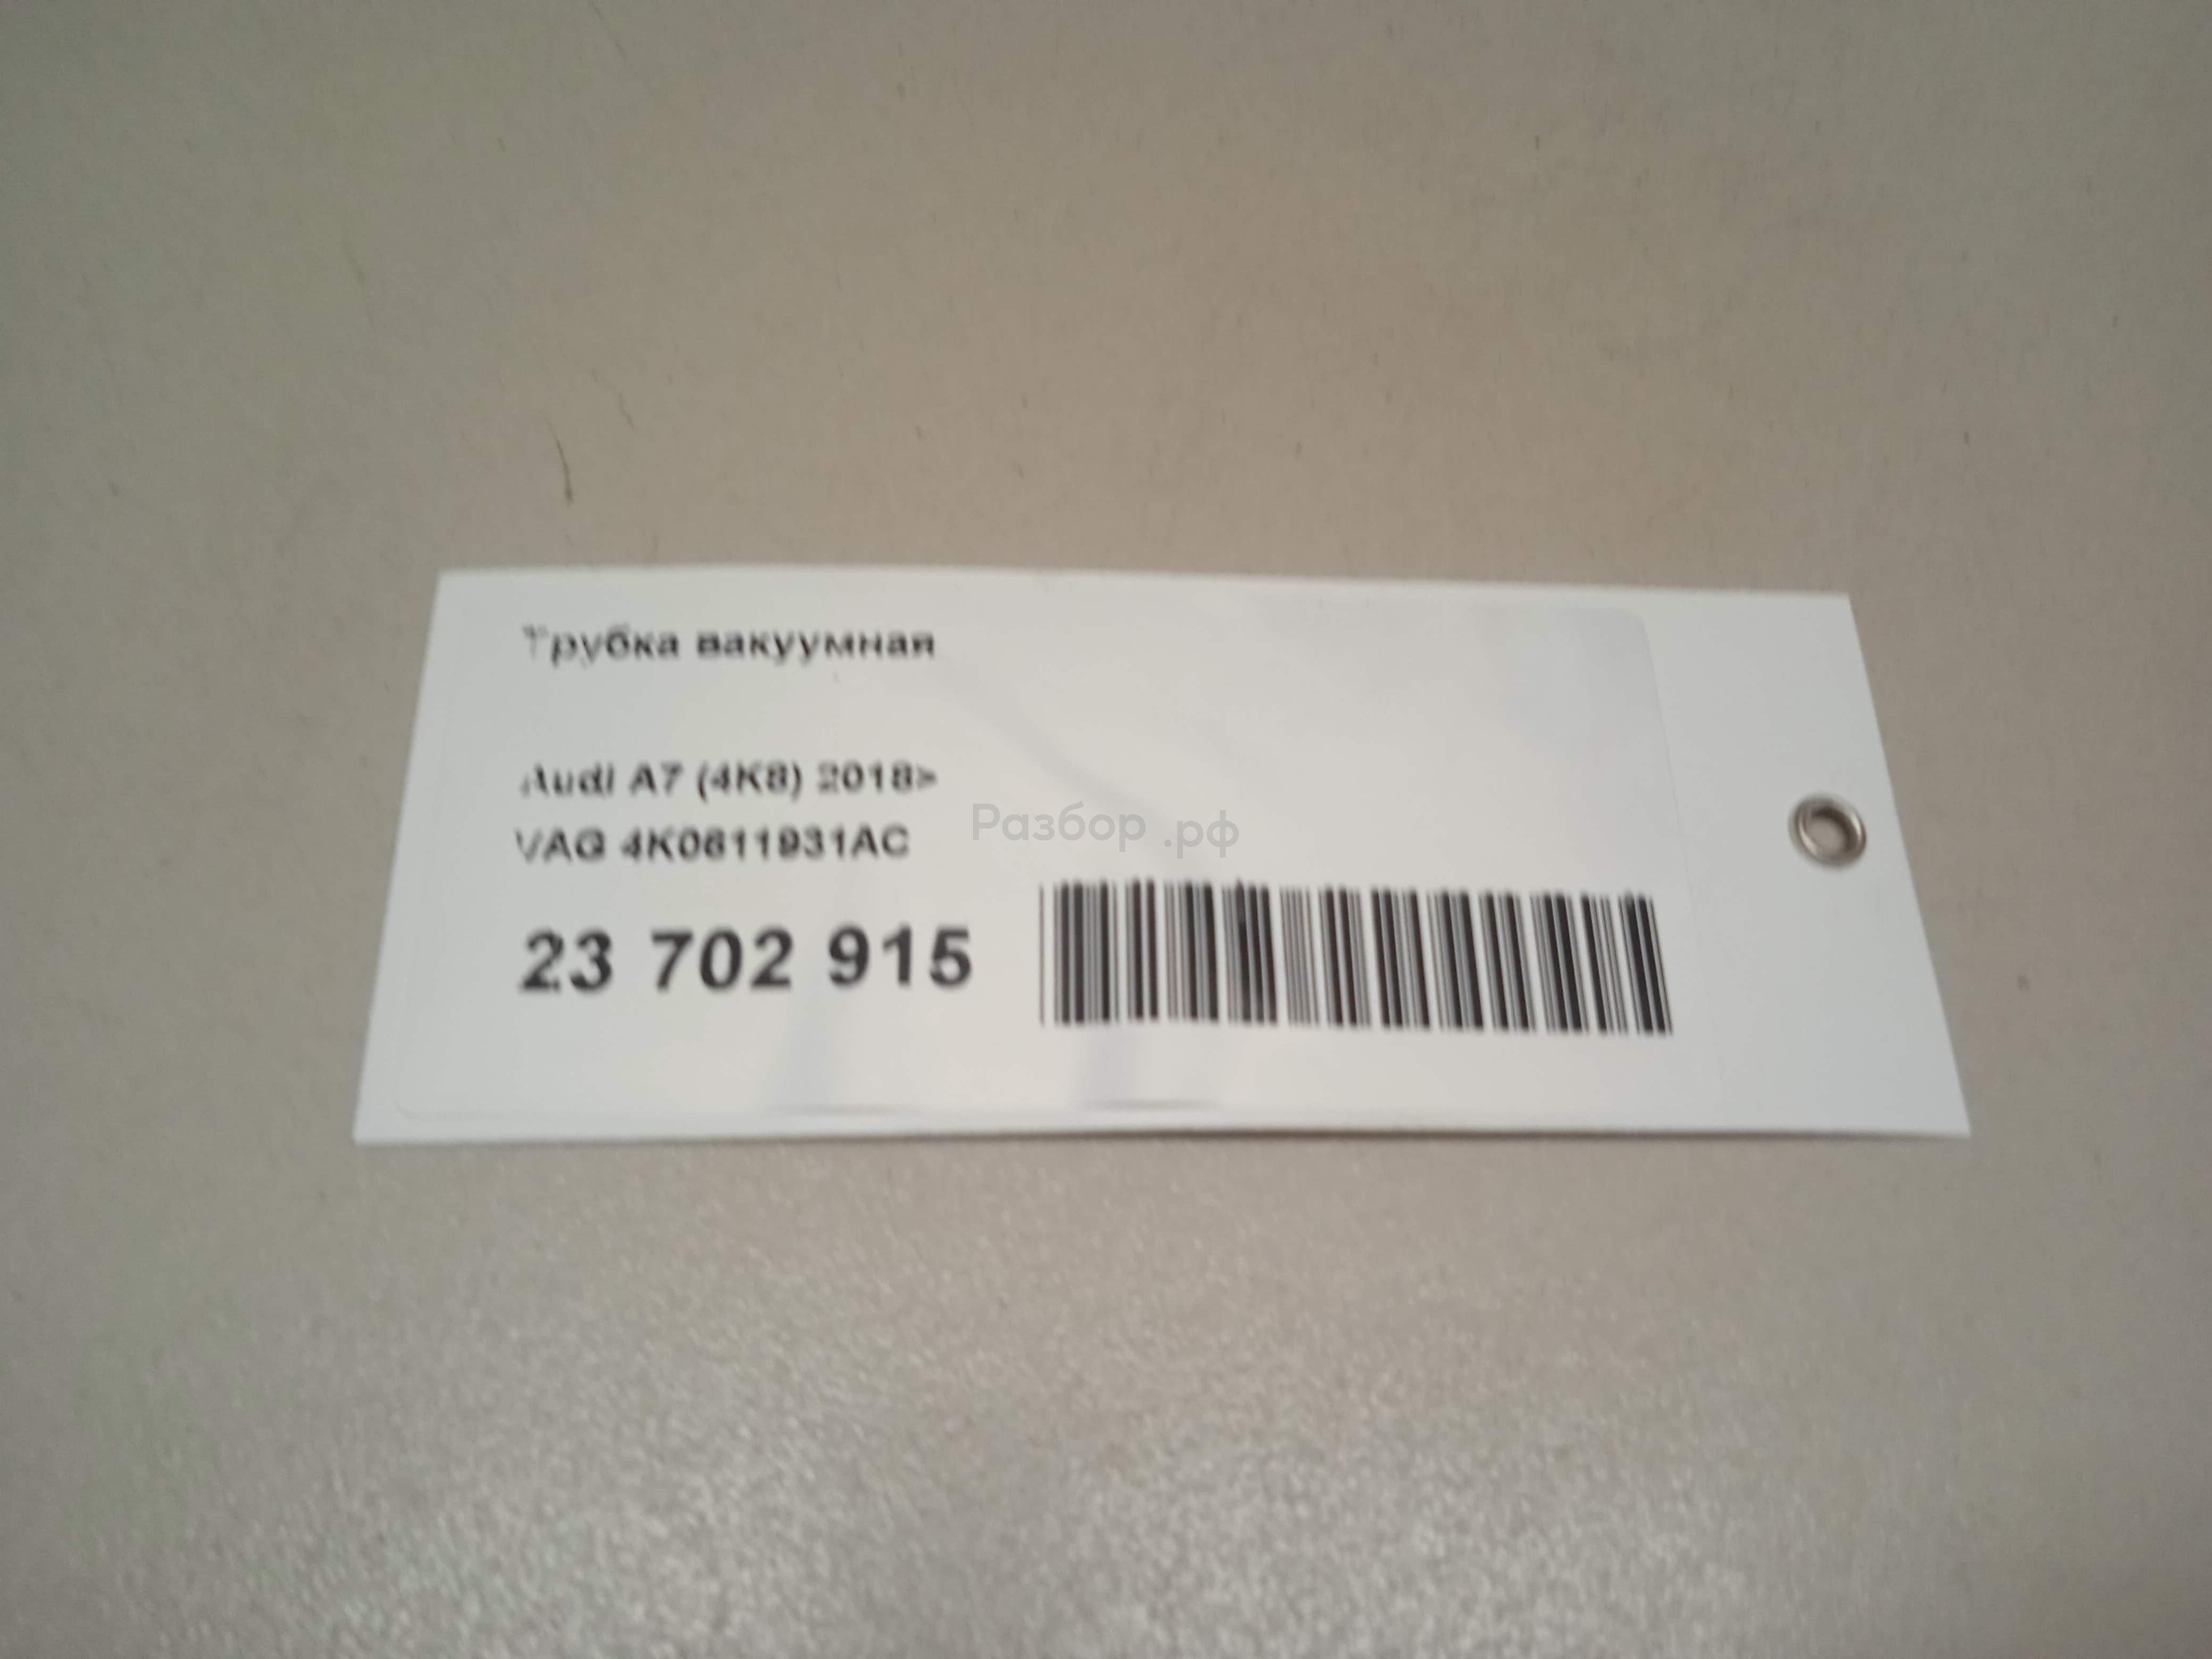 Трубка вакуумная
Audi A7 (4K8) 2018>
VAG 4K0611931AC
Разбор.рф
23 702 915